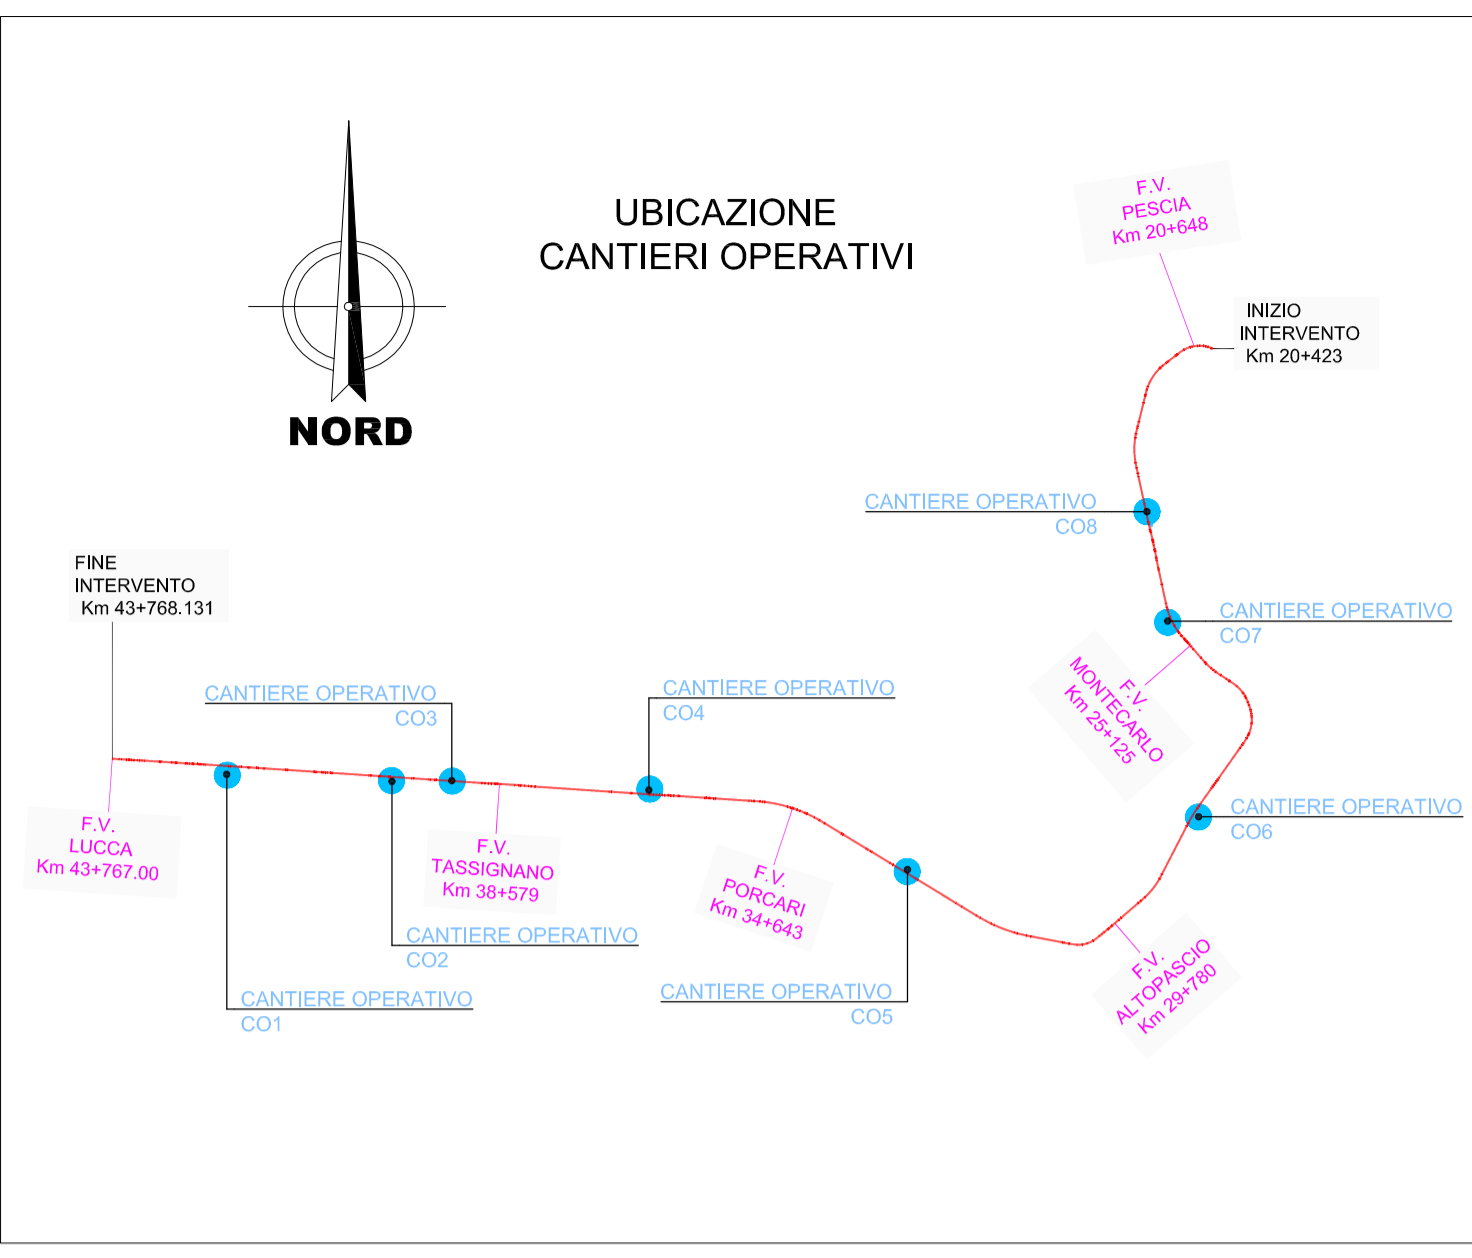 UBICAZIONE
CANTIERI OPERATIVI
NORD
F.V.
PESCIA
Km 20+648
INIZIO
INTERVENTO
Km 20+423
CANTIERE OPERATIVO
CO8
FINE
INTERVENTO
Km 43+768.131
CANTIERE OPERATIVO
CO7
F.V.
MONTECARLO
Km 25+125
CANTIERE OPERATIVO
CO3
CANTIERE OPERATIVO
CO4
CANTIERE OPERATIVO
CO6
F.V.
LUCCA
Km 43+767.00
F.V.
TASSIGNANO
Km 38+579
F.V.
PORCARI
Km 34+643
CANTIERE OPERATIVO
CO2
F.V.
ALTOPASCIO
Km 29+780
CANTIERE OPERATIVO
CO1
CANTIERE OPERATIVO
CO5